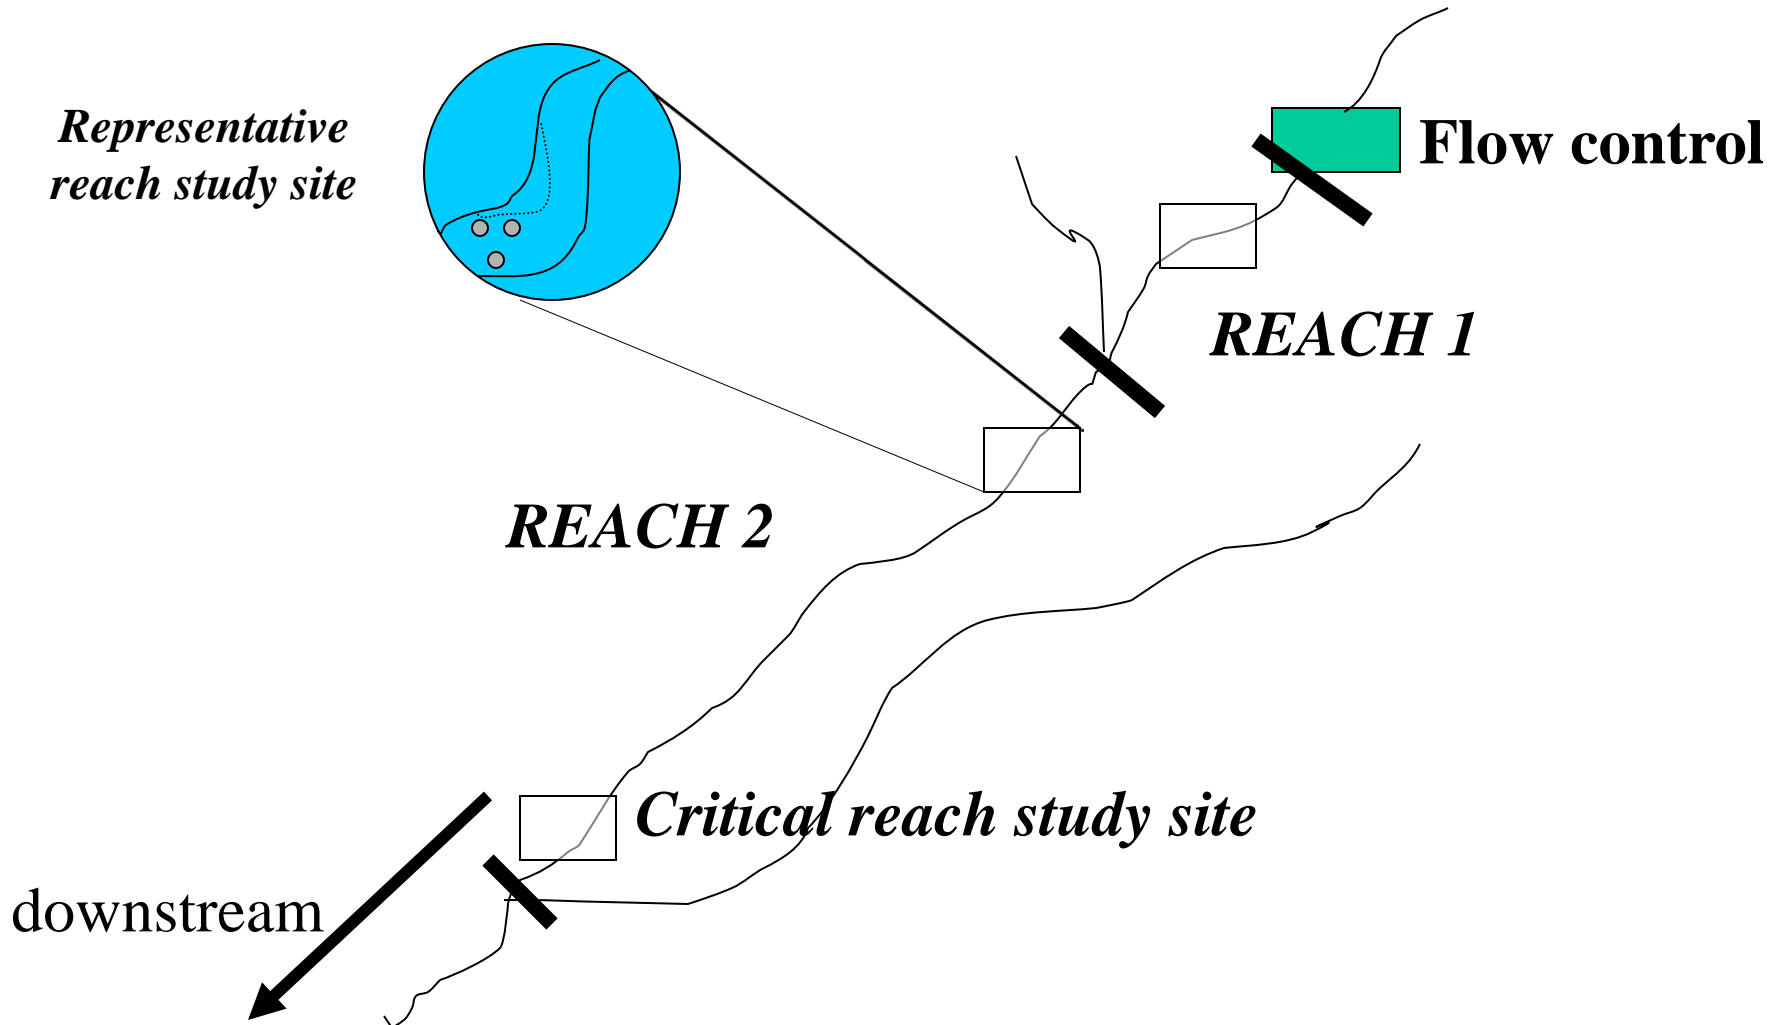 Representative
reach study site
Flow control
REACH 1
REACH 2
Critical reach study site
downstream